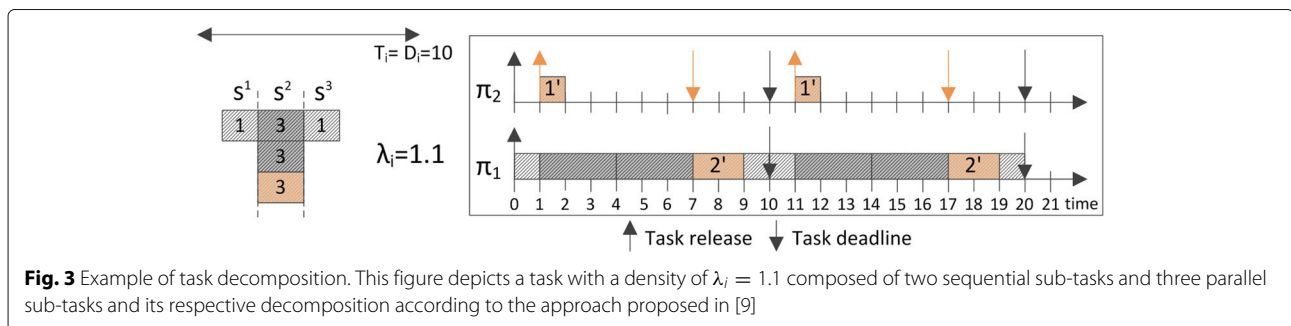 Tᵢ= Dᵢ=10
S¹ S² S³
1 3 1
3
3
λᵢ=1.1
π₂ 1' 1'
π₁ 2' 2'
0 1 2 3 4 5 6 7 8 9 10 11 12 13 14 15 16 17 18 19 20 21 time
Task release Task deadline
Fig. 3 Example of task decomposition. This figure depicts a task with a density of λᵢ = 1.1 composed of two sequential sub-tasks and three parallel
sub-tasks and its respective decomposition according to the approach proposed in [9]